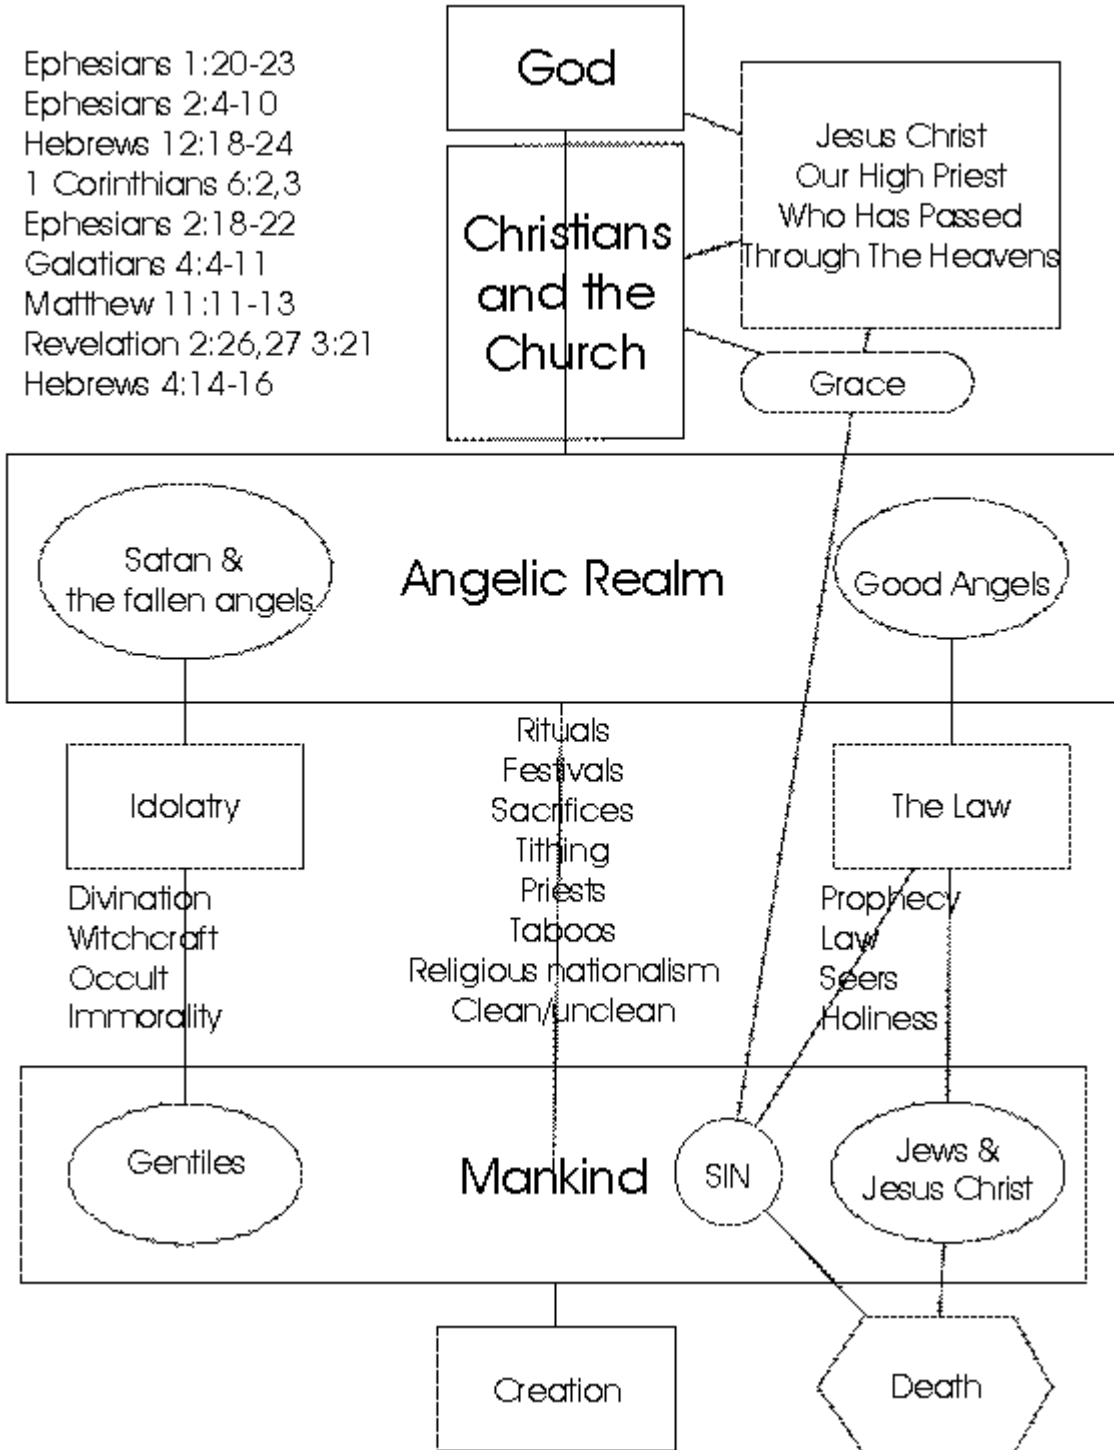 Ephesians 1:20-23
Ephesians 2:4-10
Hebrews 12:18-24
1 Corinthians 6:2,3
Ephesians 2:18-22
Galatians 4:4-11
Matthew 11:11-13
Revelation 2:26,27 3:21
Hebrews 4:14-16
God
Jesus Christ
Our High Priest
Who Has Passed
Through The Heavens
Christians
and the
Church
Grace
Satan &
the fallen angels
Angelic Realm
Good Angels
Idolatry
Rituals
Festivals
Sacrifices
Tithing
Priests
Taboos
Religious nationalism
Clean/unclean
The Law
Divination
Witchcraft
Occult
Immorality
Prophecy
Law
Seers
Holiness
Gentiles
Mankind
SIN
Jews &
Jesus Christ
Creation
Death